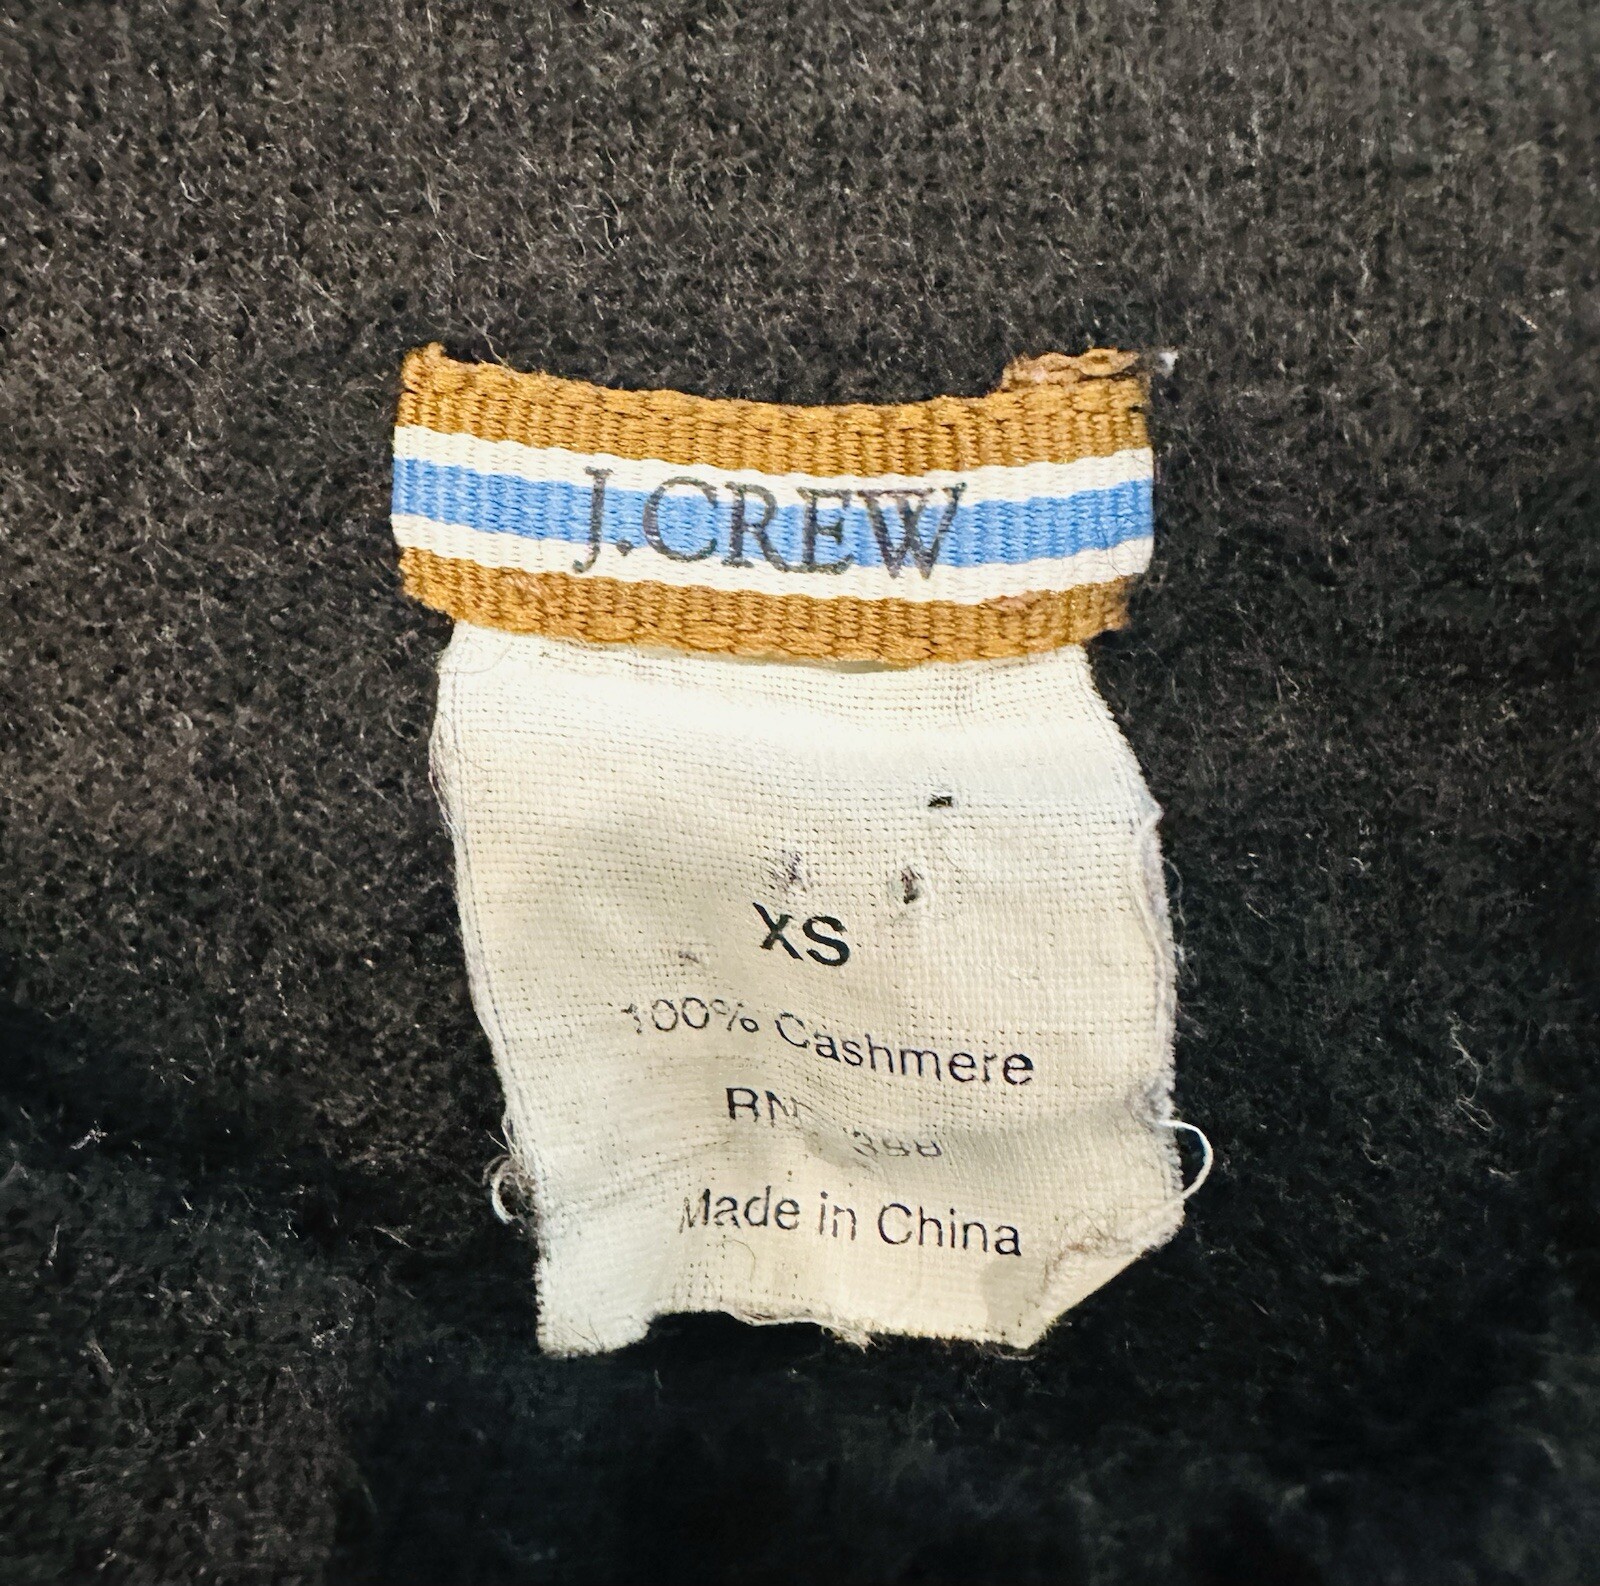 J.CREW
XS
100% Cashmere
Made in China